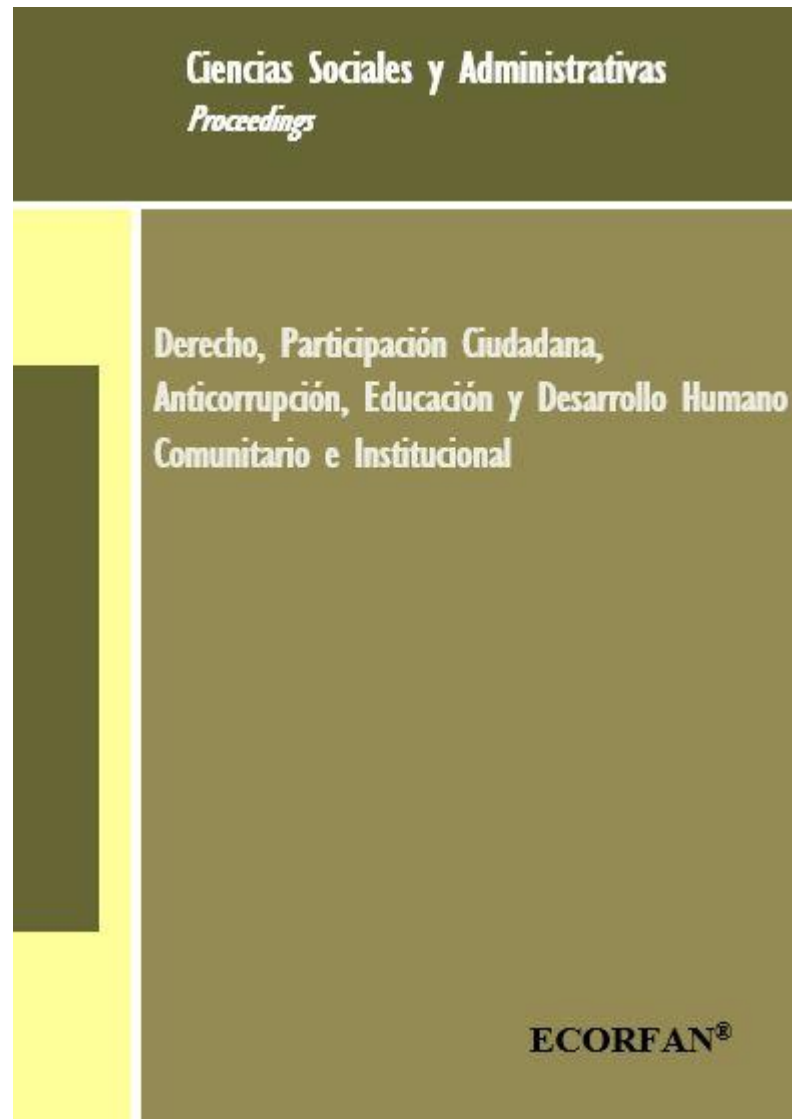 Ciencias Sociales y Administrativas
Proceedings
Derecho, Participación Ciudadana,
Anticorrupción, Educación y Desarrollo Humano
Comunitario e Institucional
ECORFAN®